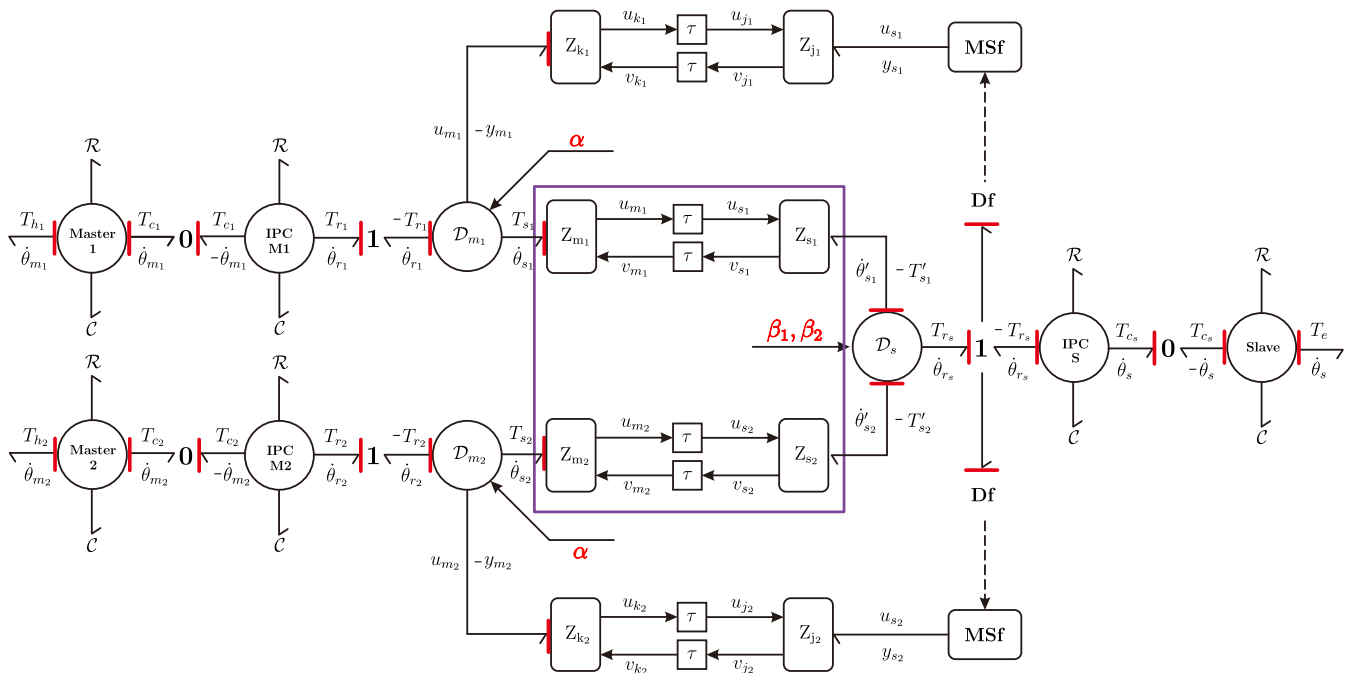 u_{k_1} τ u_{j_1}
Z_{k_1} Z_{j_1} u_{s_1} MSf
v_{k_1} τ v_{j_1} y_{s_1}
u_{m_1} -y_{m_1}
α
R R
Df
T_{h_1} Master 1 T_{c_1} 0 T_{c_1} IPC M1 T_{r_1} 1 -T_{r_1} D_{m_1} T_{s_1} Z_{m_1} u_{m_1} τ u_{s_1} Z_{s_1}
θ̇_{m_1} θ̇_{m_1} -θ̇_{m_1} θ̇_{r_1} θ̇_{r_1} θ̇_{s_1} v_{m_1} τ v_{s_1}
θ̇'_{s_1} -T'_{s_1}
R R
C C
β_1, β_2
D_s T_{r_s} 1 -T_{r_s} IPC S T_{c_s} 0 T_{c_s} Slave T_e
θ̇_{r_s} θ̇_{r_s} θ̇_s -θ̇_s θ̇_s
R R
θ̇'_{s_2} -T'_{s_2}
C C
T_{h_2} Master 2 T_{c_2} 0 T_{c_2} IPC M2 T_{r_2} 1 -T_{r_2} D_{m_2} T_{s_2} Z_{m_2} u_{m_2} τ u_{s_2} Z_{s_2}
θ̇_{m_2} θ̇_{m_2} -θ̇_{m_2} θ̇_{r_2} θ̇_{r_2} θ̇_{s_2} v_{m_2} τ v_{s_2}
Df
C C
α
u_{m_2} -y_{m_2}
u_{k_2} τ u_{j_2}
Z_{k_2} Z_{j_2} u_{s_2} MSf
v_{k_2} τ v_{j_2} y_{s_2}